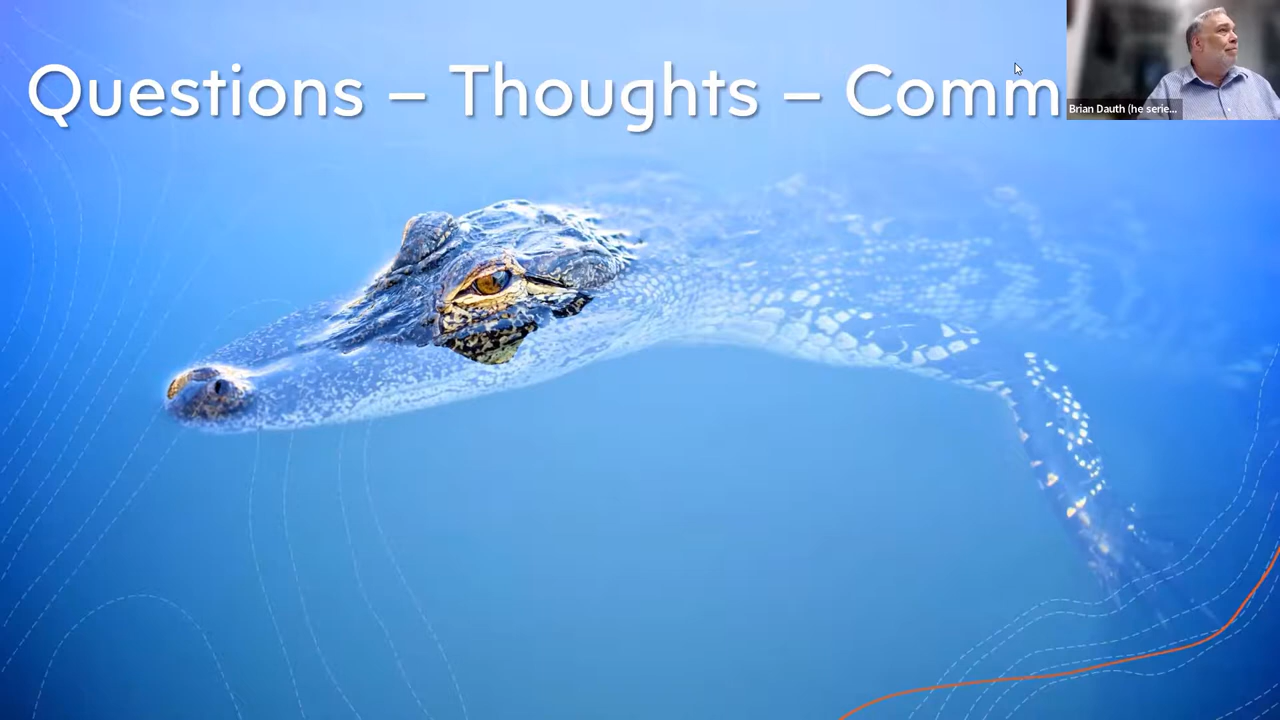 Questions – Thoughts – Comm
Brian Dauth (he serie...